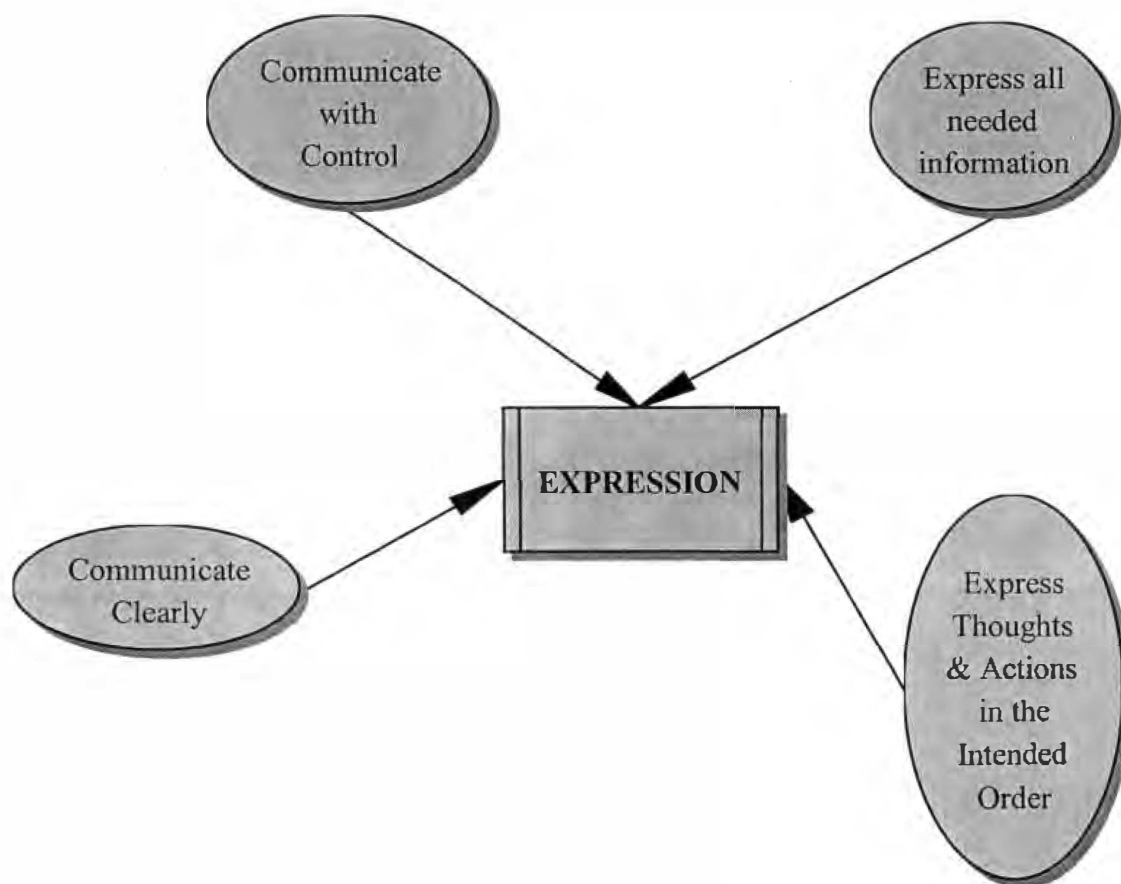 Communicate
with
Control
Express all
needed
information
EXPRESSION
Communicate
Clearly
Express
Thoughts
& Actions
in the
Intended
Order